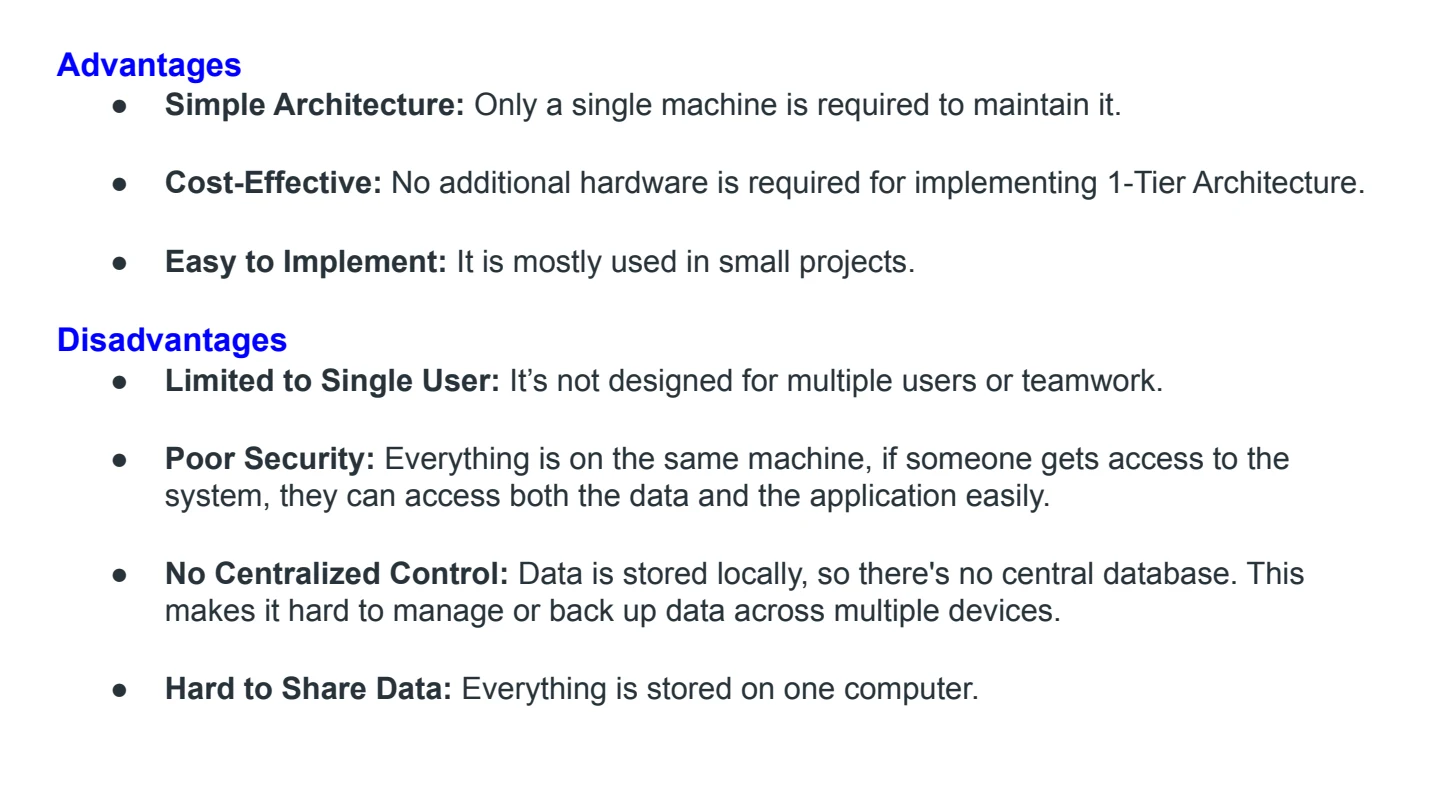 Advantages
● Simple Architecture: Only a single machine is required to maintain it.
● Cost-Effective: No additional hardware is required for implementing 1-Tier Architecture.
● Easy to Implement: It is mostly used in small projects.
Disadvantages
● Limited to Single User: It’s not designed for multiple users or teamwork.
● Poor Security: Everything is on the same machine, if someone gets access to the
system, they can access both the data and the application easily.
● No Centralized Control: Data is stored locally, so there's no central database. This
makes it hard to manage or back up data across multiple devices.
● Hard to Share Data: Everything is stored on one computer.